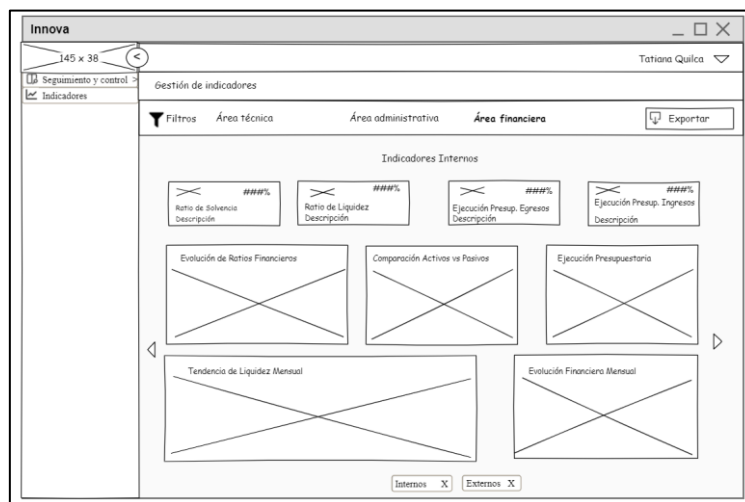 Innova
145 x 38
<
Tatiana Quilca
Seguimiento y control >
Indicadores
Gestión de indicadores
Filtros Área técnica Área administrativa Área financiera Exportar
Indicadores Internos
###%
Ratio de Solvencia
Descripción
###%
Ratio de Liquidez
Descripción
###%
Ejecución Presup. Egresos
Descripción
###%
Ejecución Presup. Ingresos
Descripción
Evolución de Ratios Financieros
Comparación Activos vs Pasivos
Ejecución Presupuestaria
Tendencia de Liquidez Mensual
Evolución Financiera Mensual
Internos X Externos X